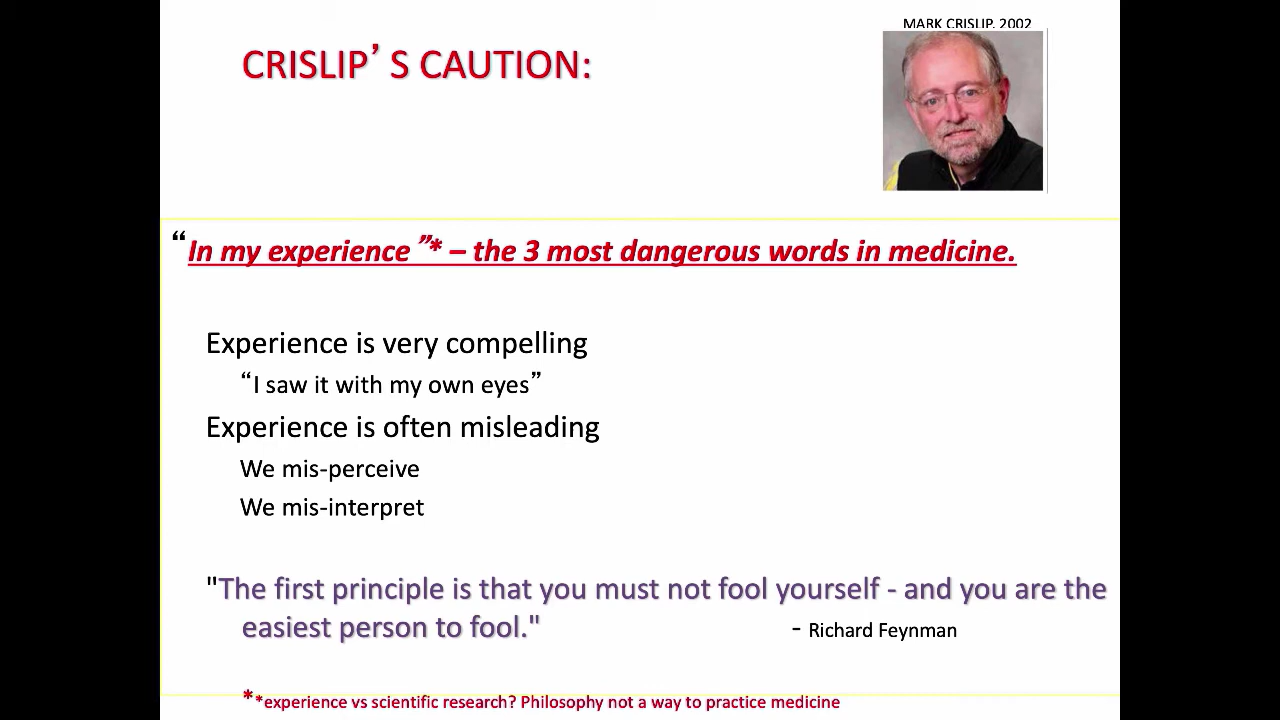 MARK CRISLIP, 2002
CRISLIP’S CAUTION:
“In my experience”* – the 3 most dangerous words in medicine.
Experience is very compelling
“I saw it with my own eyes”
Experience is often misleading
We mis-perceive
We mis-interpret
"The first principle is that you must not fool yourself - and you are the
easiest person to fool." - Richard Feynman
**experience vs scientific research? Philosophy not a way to practice medicine